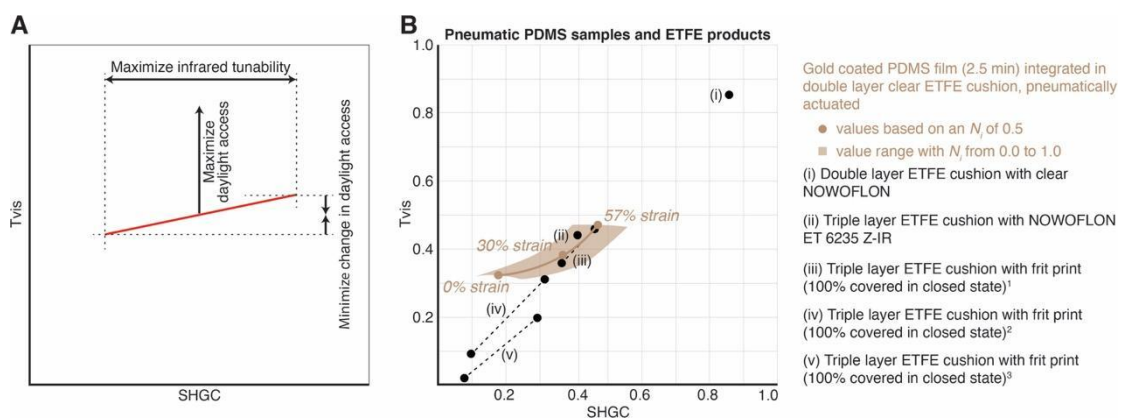 A
Maximize infrared tunability
Maximize
daylight access
Minimize change in daylight access
Tvis
SHGC
B
Pneumatic PDMS samples and ETFE products
1.0
0.8
0.6
0.4
0.2
Tvis
(i)
57% strain
(ii)
30% strain
(iii)
0% strain
(iv)
(v)
0.2
0.4
0.6
0.8
1.0
SHGC
Gold coated PDMS film (2.5 min) integrated in
double layer clear ETFE cushion, pneumatically
actuated
values based on an Nᵢ of 0.5
value range with Nᵢ from 0.0 to 1.0
(i) Double layer ETFE cushion with clear
NOWOFLON
(ii) Triple layer ETFE cushion with NOWOFLON
ET 6235 Z-IR
(iii) Triple layer ETFE cushion with frit print
(100% covered in closed state)¹
(iv) Triple layer ETFE cushion with frit print
(100% covered in closed state)²
(v) Triple layer ETFE cushion with frit print
(100% covered in closed state)³